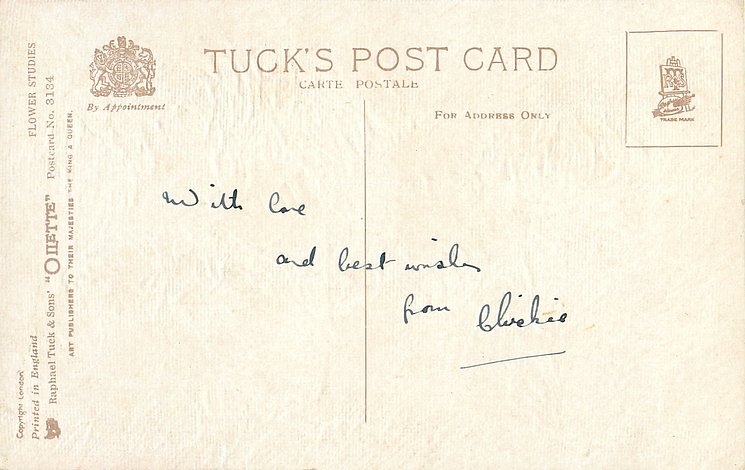 FLOWER STUDIES
Raphael Tuck & Sons' "OILETTE" Postcard No. 3134
ART PUBLISHERS TO THEIR MAJESTIES THE KING & QUEEN.
Copyright London
Printed in England
By Appointment
TUCK'S POST CARD
CARTE POSTALE
FOR ADDRESS ONLY
TRADE MARK
With love
and best wishes
from Chickie